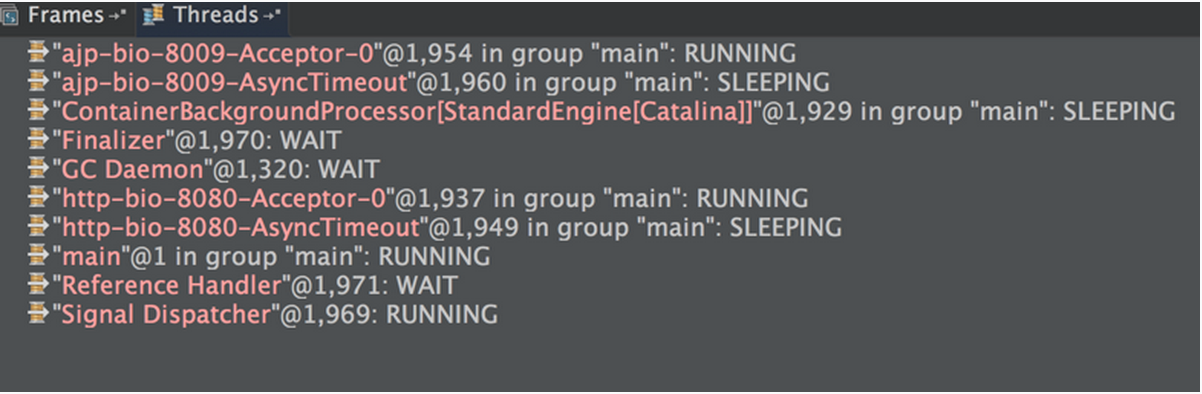 Frames Threads
"ajp-bio-8009-Acceptor-0"@1,954 in group "main": RUNNING
"ajp-bio-8009-AsyncTimeout"@1,960 in group "main": SLEEPING
"ContainerBackgroundProcessor[StandardEngine[Catalina]]"@1,929 in group "main": SLEEPING
"Finalizer"@1,970: WAIT
"GC Daemon"@1,320: WAIT
"http-bio-8080-Acceptor-0"@1,937 in group "main": RUNNING
"http-bio-8080-AsyncTimeout"@1,949 in group "main": SLEEPING
"main"@1 in group "main": RUNNING
"Reference Handler"@1,971: WAIT
"Signal Dispatcher"@1,969: RUNNING